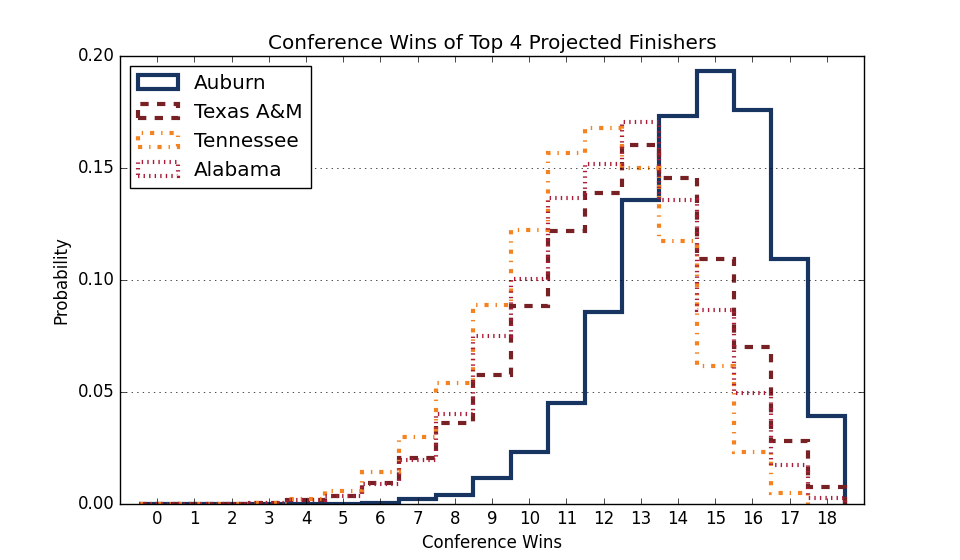 Conference Wins of Top 4 Projected Finishers
Auburn
Texas A&M
Tennessee
Alabama
Probability
0.20
0.15
0.10
0.05
0.00
0 1 2 3 4 5 6 7 8 9 10 11 12 13 14 15 16 17 18
Conference Wins